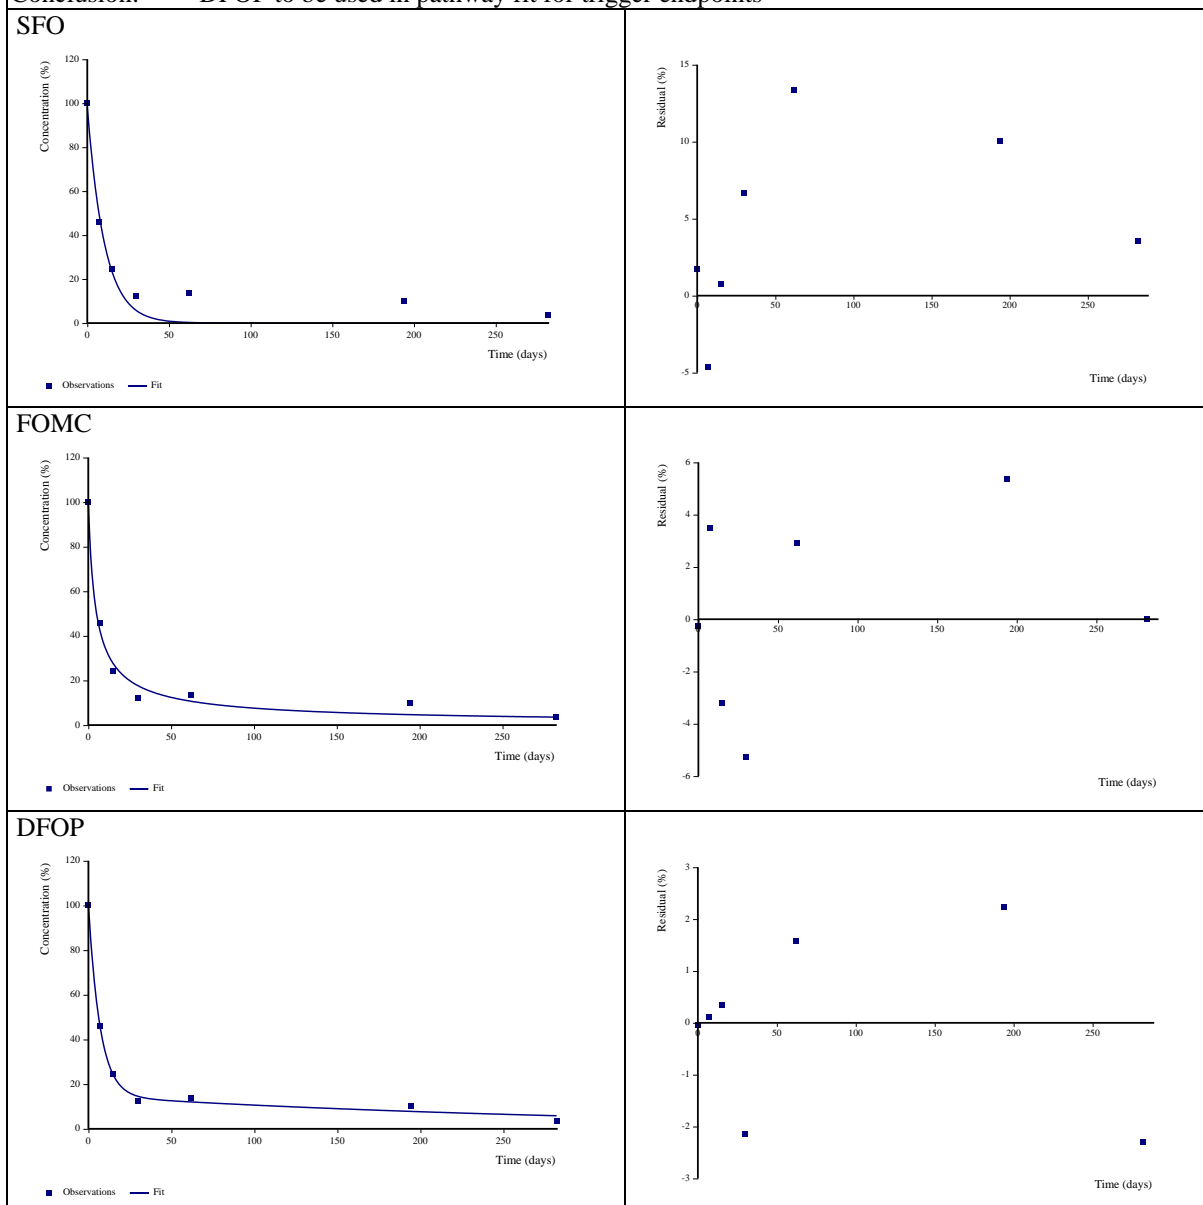 Conclusion: DFOP to be used in pathway fit for trigger endpoints
SFO
Concentration (%)
120
100
80
60
40
20
0
0 50 100 150 200 250
Time (days)
Observations Fit
Residual (%)
15
10
5
0
-5
0 50 100 150 200 250
Time (days)
FOMC
Concentration (%)
120
100
80
60
40
20
0
0 50 100 150 200 250
Time (days)
Observations Fit
Residual (%)
6
4
2
0
-2
-4
-6
0 50 100 150 200 250
Time (days)
DFOP
Concentration (%)
120
100
80
60
40
20
0
0 50 100 150 200 250
Time (days)
Observations Fit
Residual (%)
3
2
1
0
-1
-2
-3
0 50 100 150 200 250
Time (days)